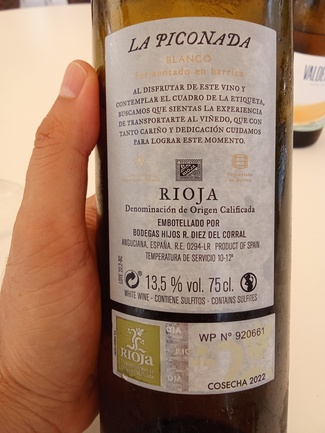 LA PICONADA
BLANCO
Fermentado en barrica
AL DISFRUTAR DE ESTE VINO Y
CONTEMPLAR EL CUADRO DE LA ETIQUETA,
BUSCAMOS QUE SIENTAS LA EXPERIENCIA
DE TRANSPORTARTE AL VIÑEDO, QUE CON
TANTO CARIÑO Y DEDICACIÓN CUIDAMOS
PARA LOGRAR ESTE MOMENTO.
RIOJA
Denominación de Origen Calificada
EMBOTELLADO POR
BODEGAS HIJOS R. DIEZ DEL CORRAL
ANGUCIANA, ESPAÑA. R.E. 0294-LR PRODUCT OF SPAIN
TEMPERATURA DE SERVICIO 10-12º
13,5 % vol. 75 cl.
WHITE WINE - CONTIENE SULFITOS - CONTAINS SULFITES
WP Nº 920661
RIOJA
COSECHA 2022
VALDE